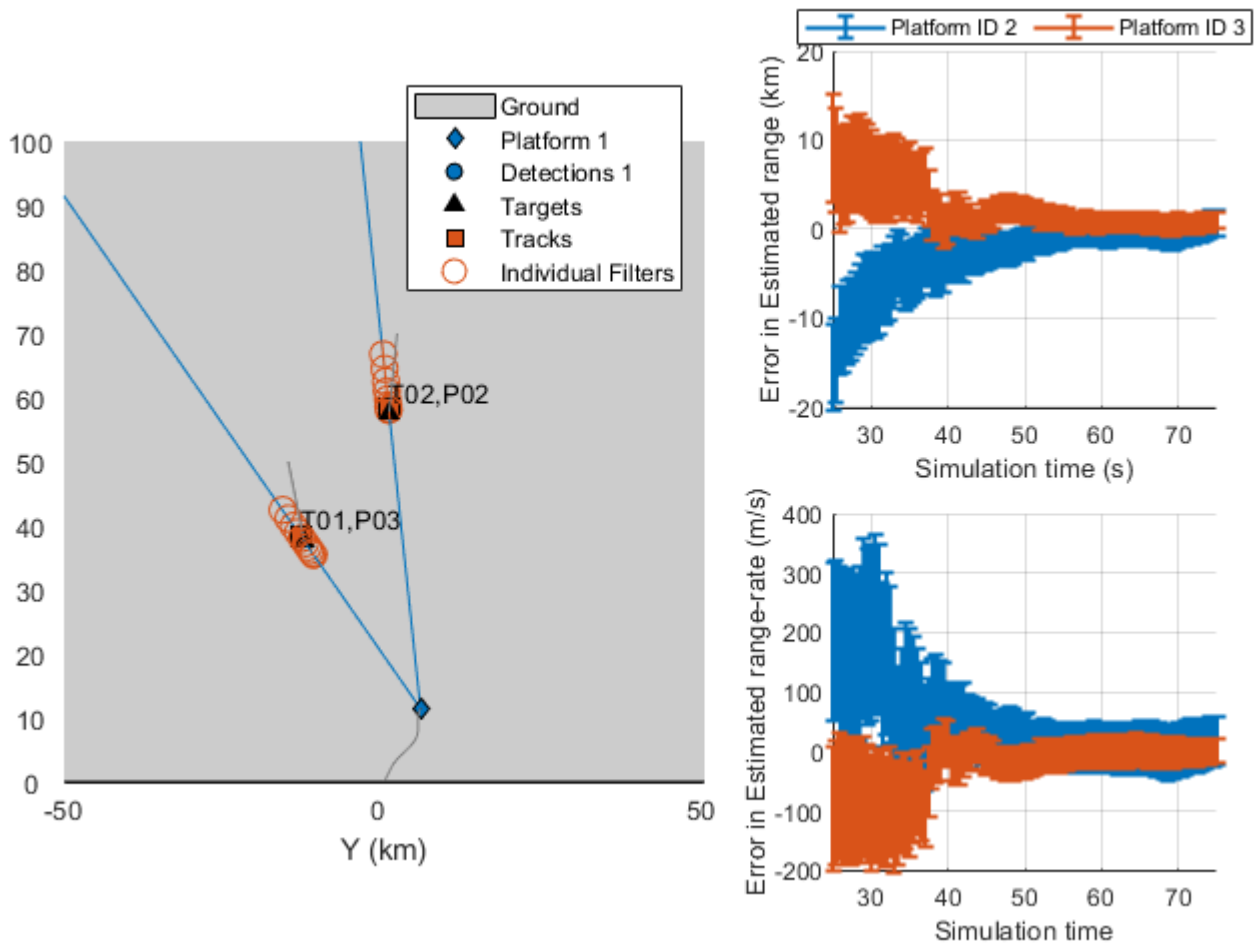 Ground
Platform 1
Detections 1
Targets
Tracks
Individual Filters
100
90
80
70
60
50
40
30
20
10
0
T02,P02
T01,P03
-50
0
50
Y (km)
Platform ID 2
Platform ID 3
20
10
0
-10
-20
Error in Estimated range (km)
30
40
50
60
70
Simulation time (s)
400
300
200
100
0
-100
-200
Error in Estimated range-rate (m/s)
30
40
50
60
70
Simulation time